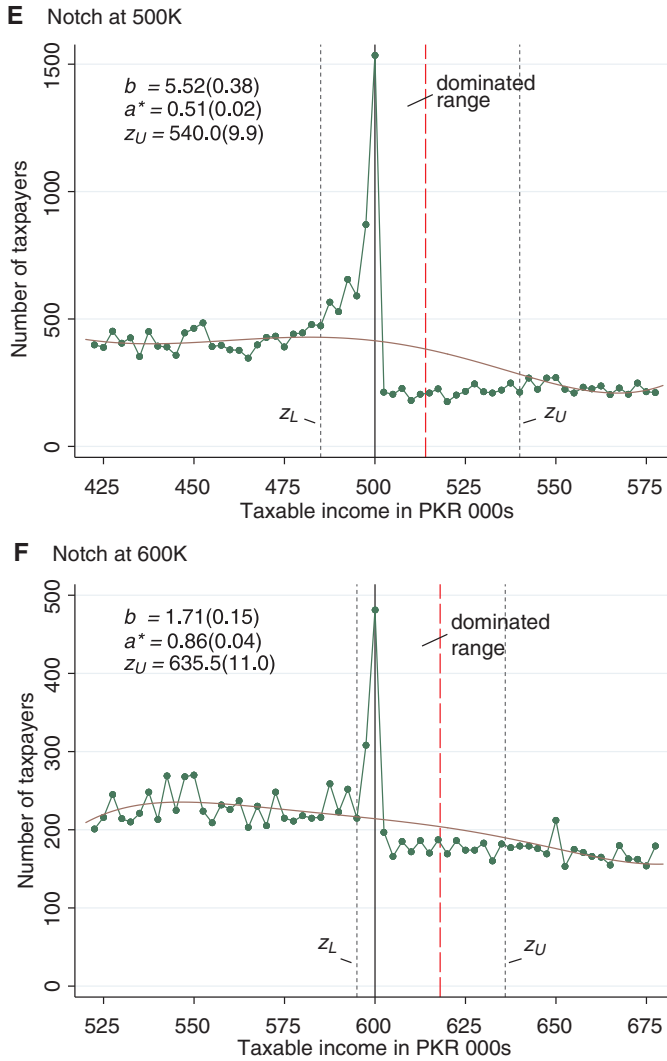 E Notch at 500K
1500
1000
500
0
Number of taxpayers
b = 5.52(0.38)
a* = 0.51(0.02)
zU = 540.0(9.9)
dominated
range
zL
zU
425 450 475 500 525 550 575
Taxable income in PKR 000s
F Notch at 600K
500
400
300
200
100
0
Number of taxpayers
b = 1.71(0.15)
a* = 0.86(0.04)
zU = 635.5(11.0)
dominated
range
zL
zU
525 550 575 600 625 650 675
Taxable income in PKR 000s